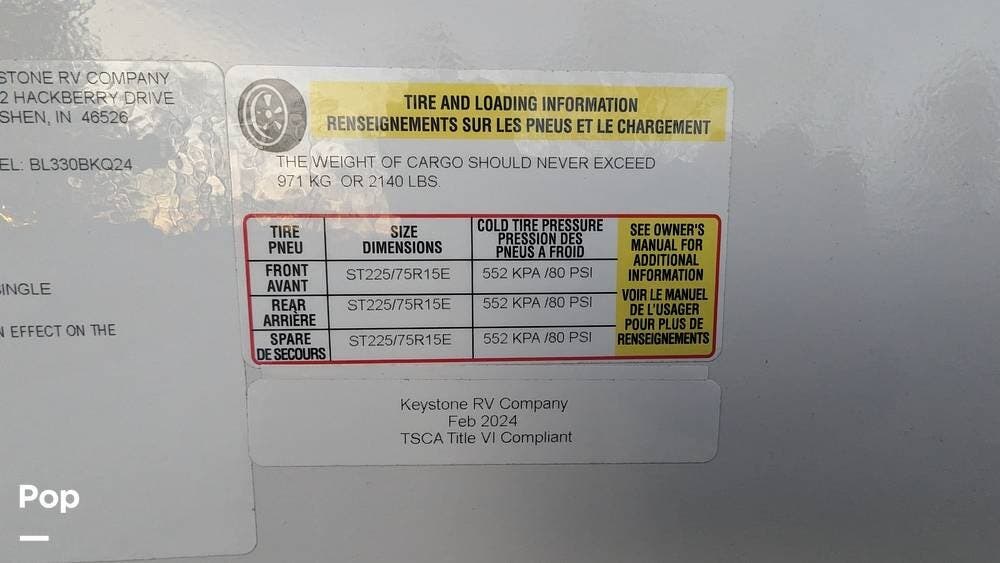 STONE RV COMPANY
2 HACKBERRY DRIVE
SHEN, IN 46526
EL: BL330BKQ24
SINGLE
N EFFECT ON THE
TIRE AND LOADING INFORMATION
RENSEIGNEMENTS SUR LES PNEUS ET LE CHARGEMENT
THE WEIGHT OF CARGO SHOULD NEVER EXCEED
971 KG OR 2140 LBS.
TIRE
PNEU
SIZE
DIMENSIONS
COLD TIRE PRESSURE
PRESSION DES
PNEUS A FROID
FRONT
AVANT
ST225/75R15E
552 KPA /80 PSI
REAR
ARRIÈRE
ST225/75R15E
552 KPA /80 PSI
SPARE
DE SECOURS
ST225/75R15E
552 KPA /80 PSI
SEE OWNER'S
MANUAL FOR
ADDITIONAL
INFORMATION
VOIR LE MANUEL
DE L'USAGER
POUR PLUS DE
RENSEIGNEMENTS
Keystone RV Company
Feb 2024
TSCA Title VI Compliant
Pop